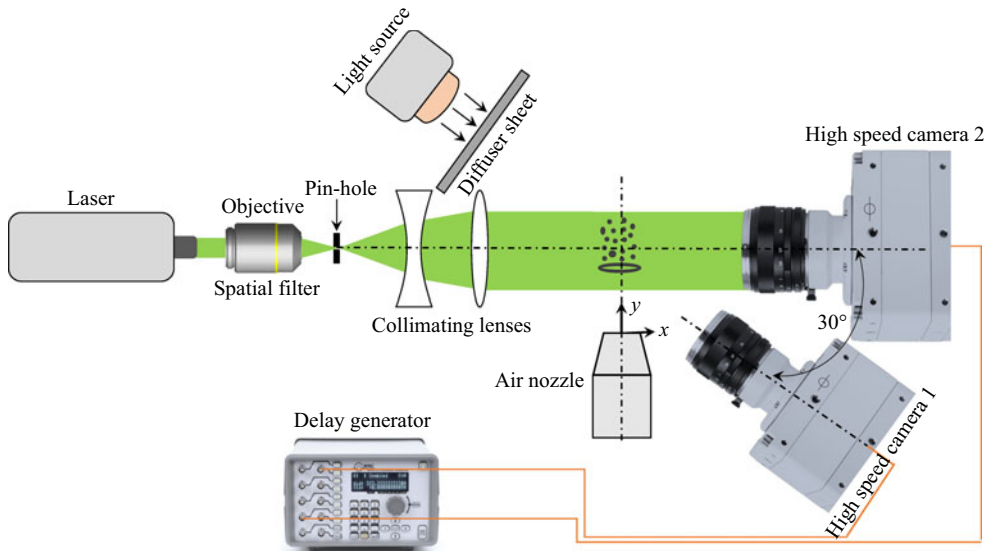 Light source
Diffuser sheet
High speed camera 2
Laser
Objective
Pin-hole
Spatial filter
Collimating lenses
y
x
30°
Air nozzle
High speed camera 1
Delay generator